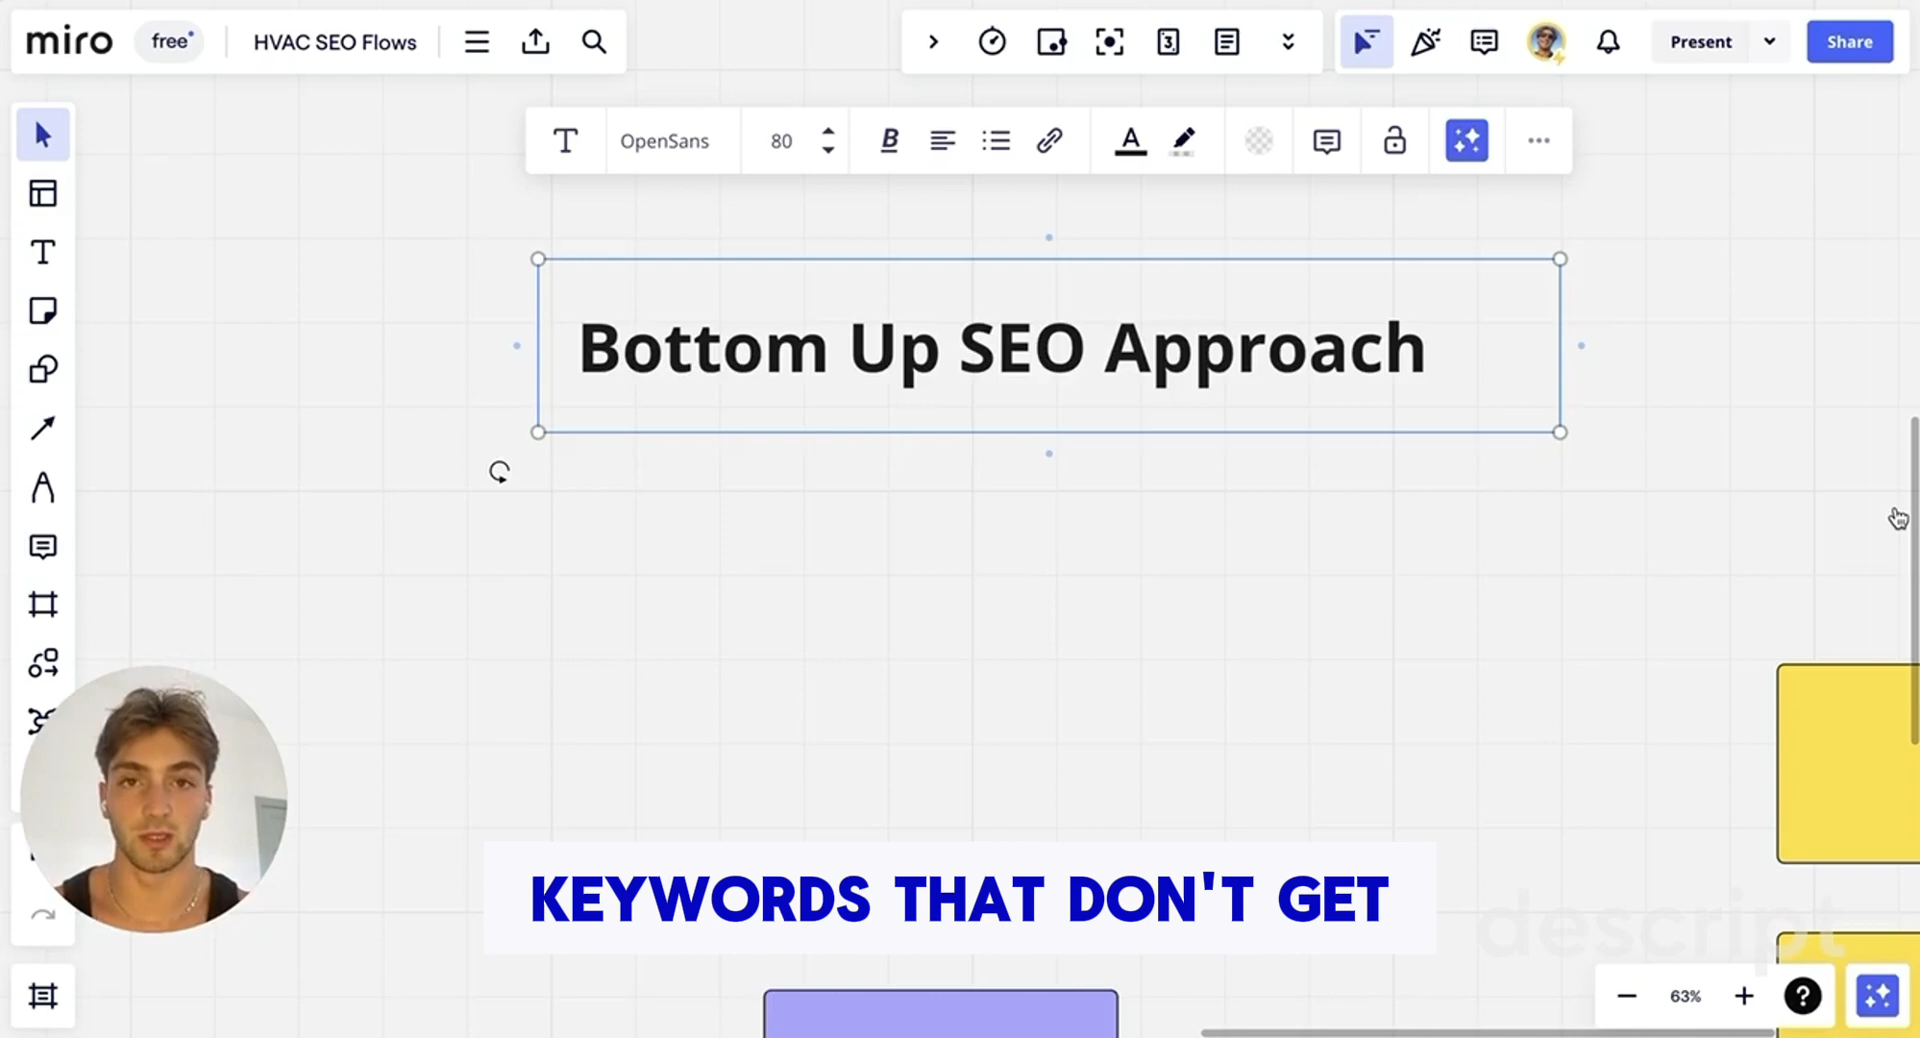 miro
free
HVAC SEO Flows
3
Present
Share
OpenSans
80
B
A
Bottom Up SEO Approach
KEYWORDS THAT DON'T GET
descript
63%
?